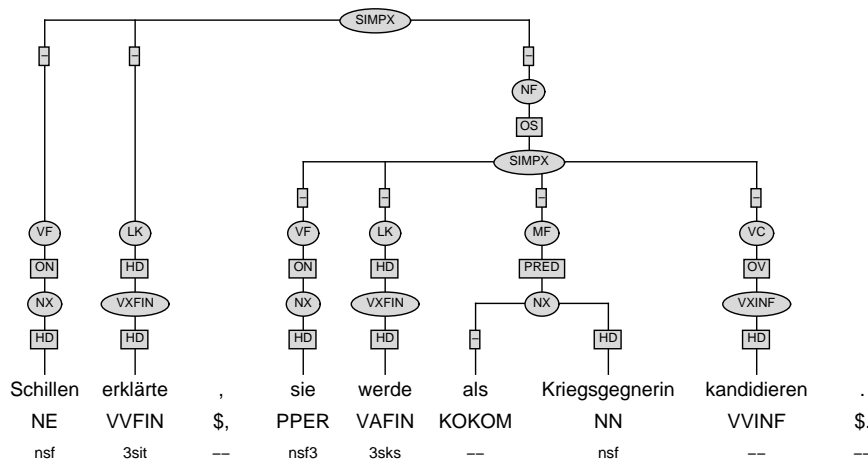 SIMPX
– – –
NF
OS
SIMPX
– – – –
VF LK VF LK MF VC
ON HD ON HD PRED OV
NX VXFIN NX VXFIN NX VXINF
HD HD HD HD – HD HD
Schillen erklärte , sie werde als Kriegsgegnerin kandidieren .
NE VVFIN $, PPER VAFIN KOKOM NN VVINF $.
nsf 3sit –– nsf3 3sks –– nsf –– ––